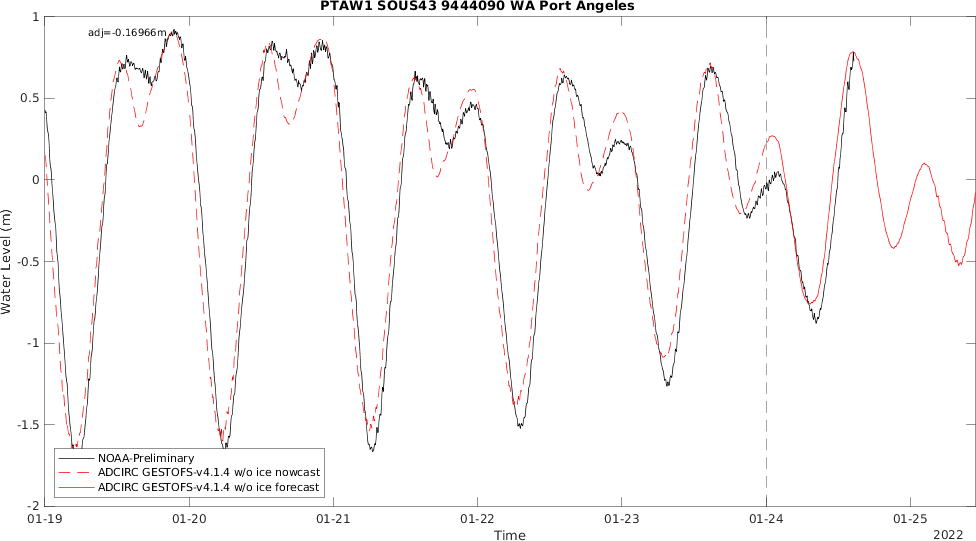 PTAW1 SOUS43 9444090 WA Port Angeles
adj=-0.16966m
Water Level (m)
1
0.5
0
-0.5
-1
-1.5
-2
NOAA-Preliminary
ADCIRC GESTOFS-v4.1.4 w/o ice nowcast
ADCIRC GESTOFS-v4.1.4 w/o ice forecast
01-19 01-20 01-21 01-22 01-23 01-24 01-25
Time
2022